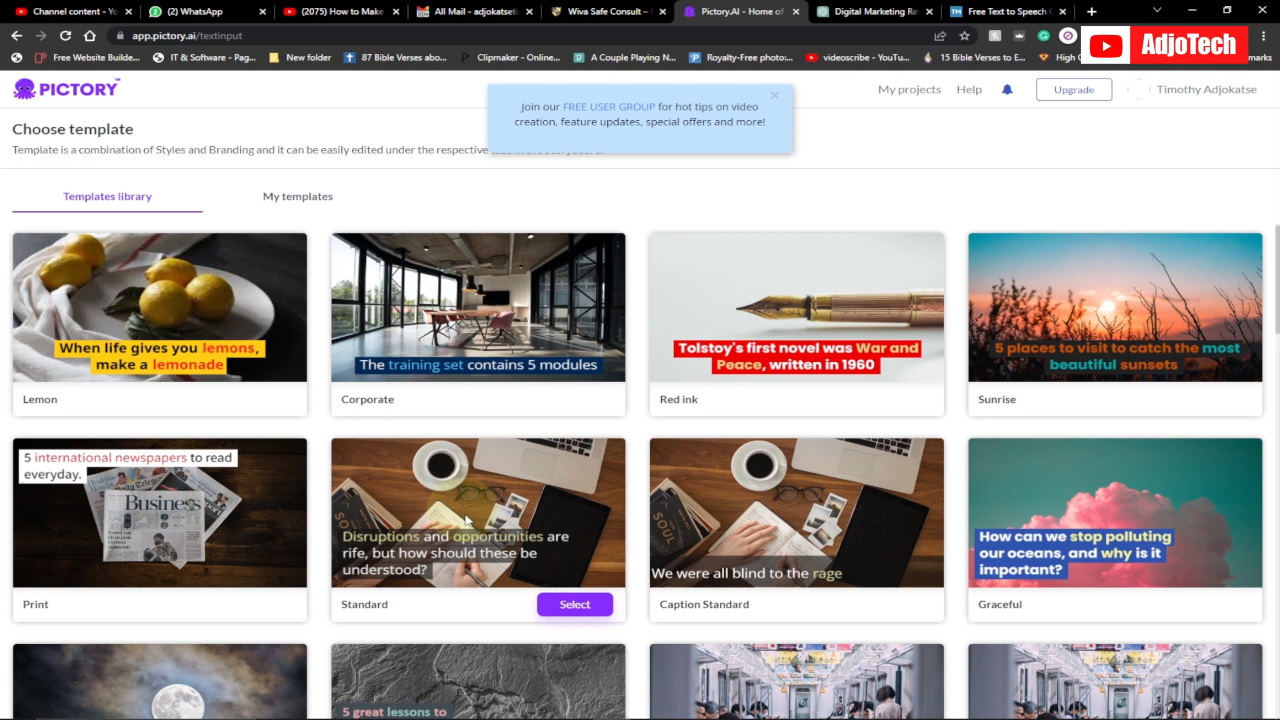 Channel content - Yo
(2) WhatsApp
(2075) How to Make
All Mail - adjokatseti
Wiva Safe Consult –
Pictory.AI - Home of
Digital Marketing Re
Free Text to Speech
app.pictory.ai/textinput
AdjoTech
Free Website Builde...
IT & Software - Pag...
New folder
87 Bible Verses abo...
Clipmaker - Online...
A Couple Playing N...
Royalty-Free photo:...
videoscribe - YouTu...
15 Bible Verses to E...
High
marks
PICTORY
Join our FREE USER GROUP for hot tips on video
creation, feature updates, special offers and more!
My projects
Help
Upgrade
Timothy Adjokatse
Choose template
Template is a combination of Styles and Branding and it can be easily edited under the respective
Templates library
My templates
When life gives you lemons,
make a lemonade
The training set contains 5 modules
Tolstoy's first novel was War and
Peace, written in 1960
5 places to visit to catch the most
beautiful sunsets
Lemon
Corporate
Red ink
Sunrise
5 international newspapers to read
everyday.
Business
SOUL
Disruptions and opportunities are
rife, but how should these be
understood?
SOUL
We were all blind to the rage
How can we stop polluting
our oceans, and why is it
important?
Print
Standard
Select
Caption Standard
Graceful
5 great lessons to